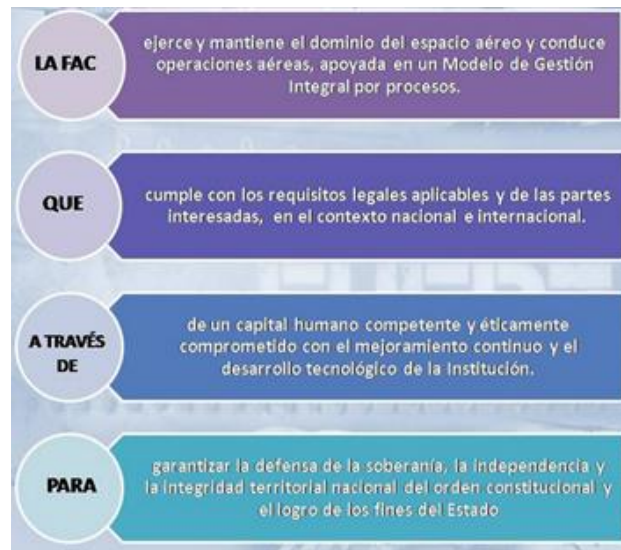 LA FAC
ejerce y mantiene el dominio del espacio aéreo y conduce
operaciones aéreas, apoyada en un Modelo de Gestión
Integral por procesos.
QUE
cumple con los requisitos legales aplicables y de las partes
interesadas, en el contexto nacional e internacional.
A TRAVÉS
DE
de un capital humano competente y éticamente
comprometido con el mejoramiento continuo y el
desarrollo tecnológico de la Institución.
PARA
garantizar la defensa de la soberanía, la independencia y
la integridad territorial nacional del orden constitucional y
el logro de los fines del Estado